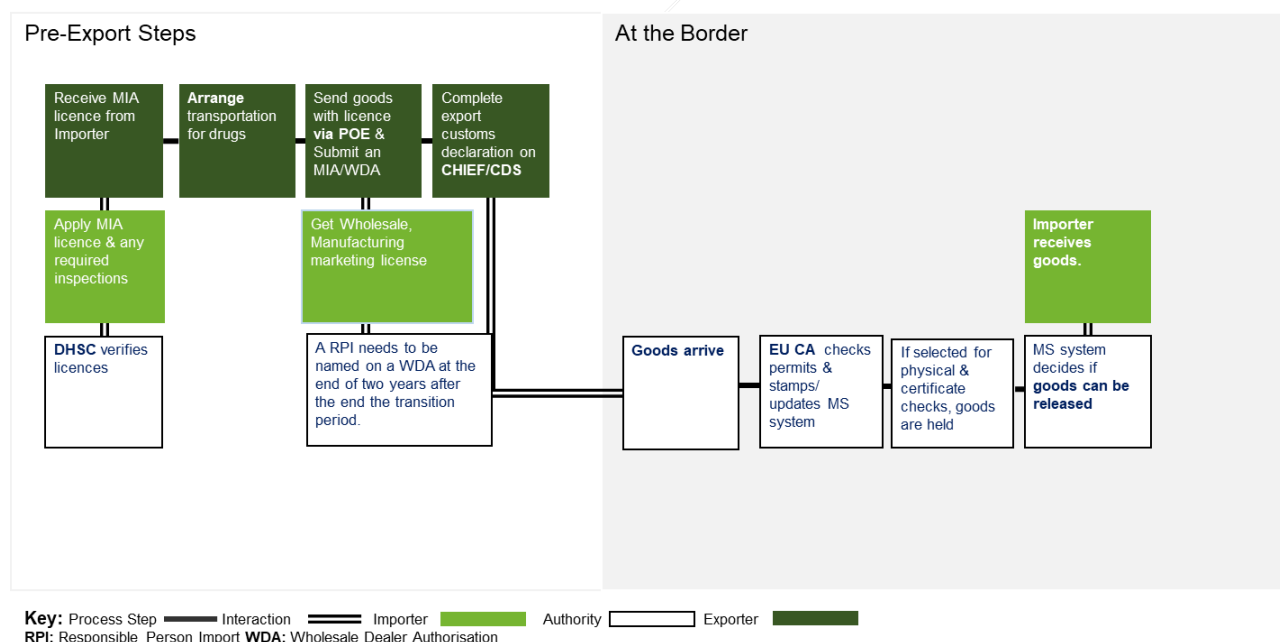 Pre-Export Steps
At the Border
Receive MIA
licence from
Importer
Arrange
transportation
for drugs
Send goods
with licence
via POE &
Submit an
MIA/WDA
Complete
export
customs
declaration on
CHIEF/CDS
Apply MIA
licence & any
required
inspections
Get Wholesale,
Manufacturing
marketing license
Importer
receives
goods.
DHSC verifies
licences
A RPI needs to be
named on a WDA at the
end of two years after
the end the transition
period.
Goods arrive
EU CA checks
permits &
stamps/
updates MS
system
If selected for
physical &
certificate
checks, goods
are held
MS system
decides if
goods can be
released
Key: Process Step Interaction Importer Authority Exporter
RPI: Responsible Person Import WDA: Wholesale Dealer Authorisation